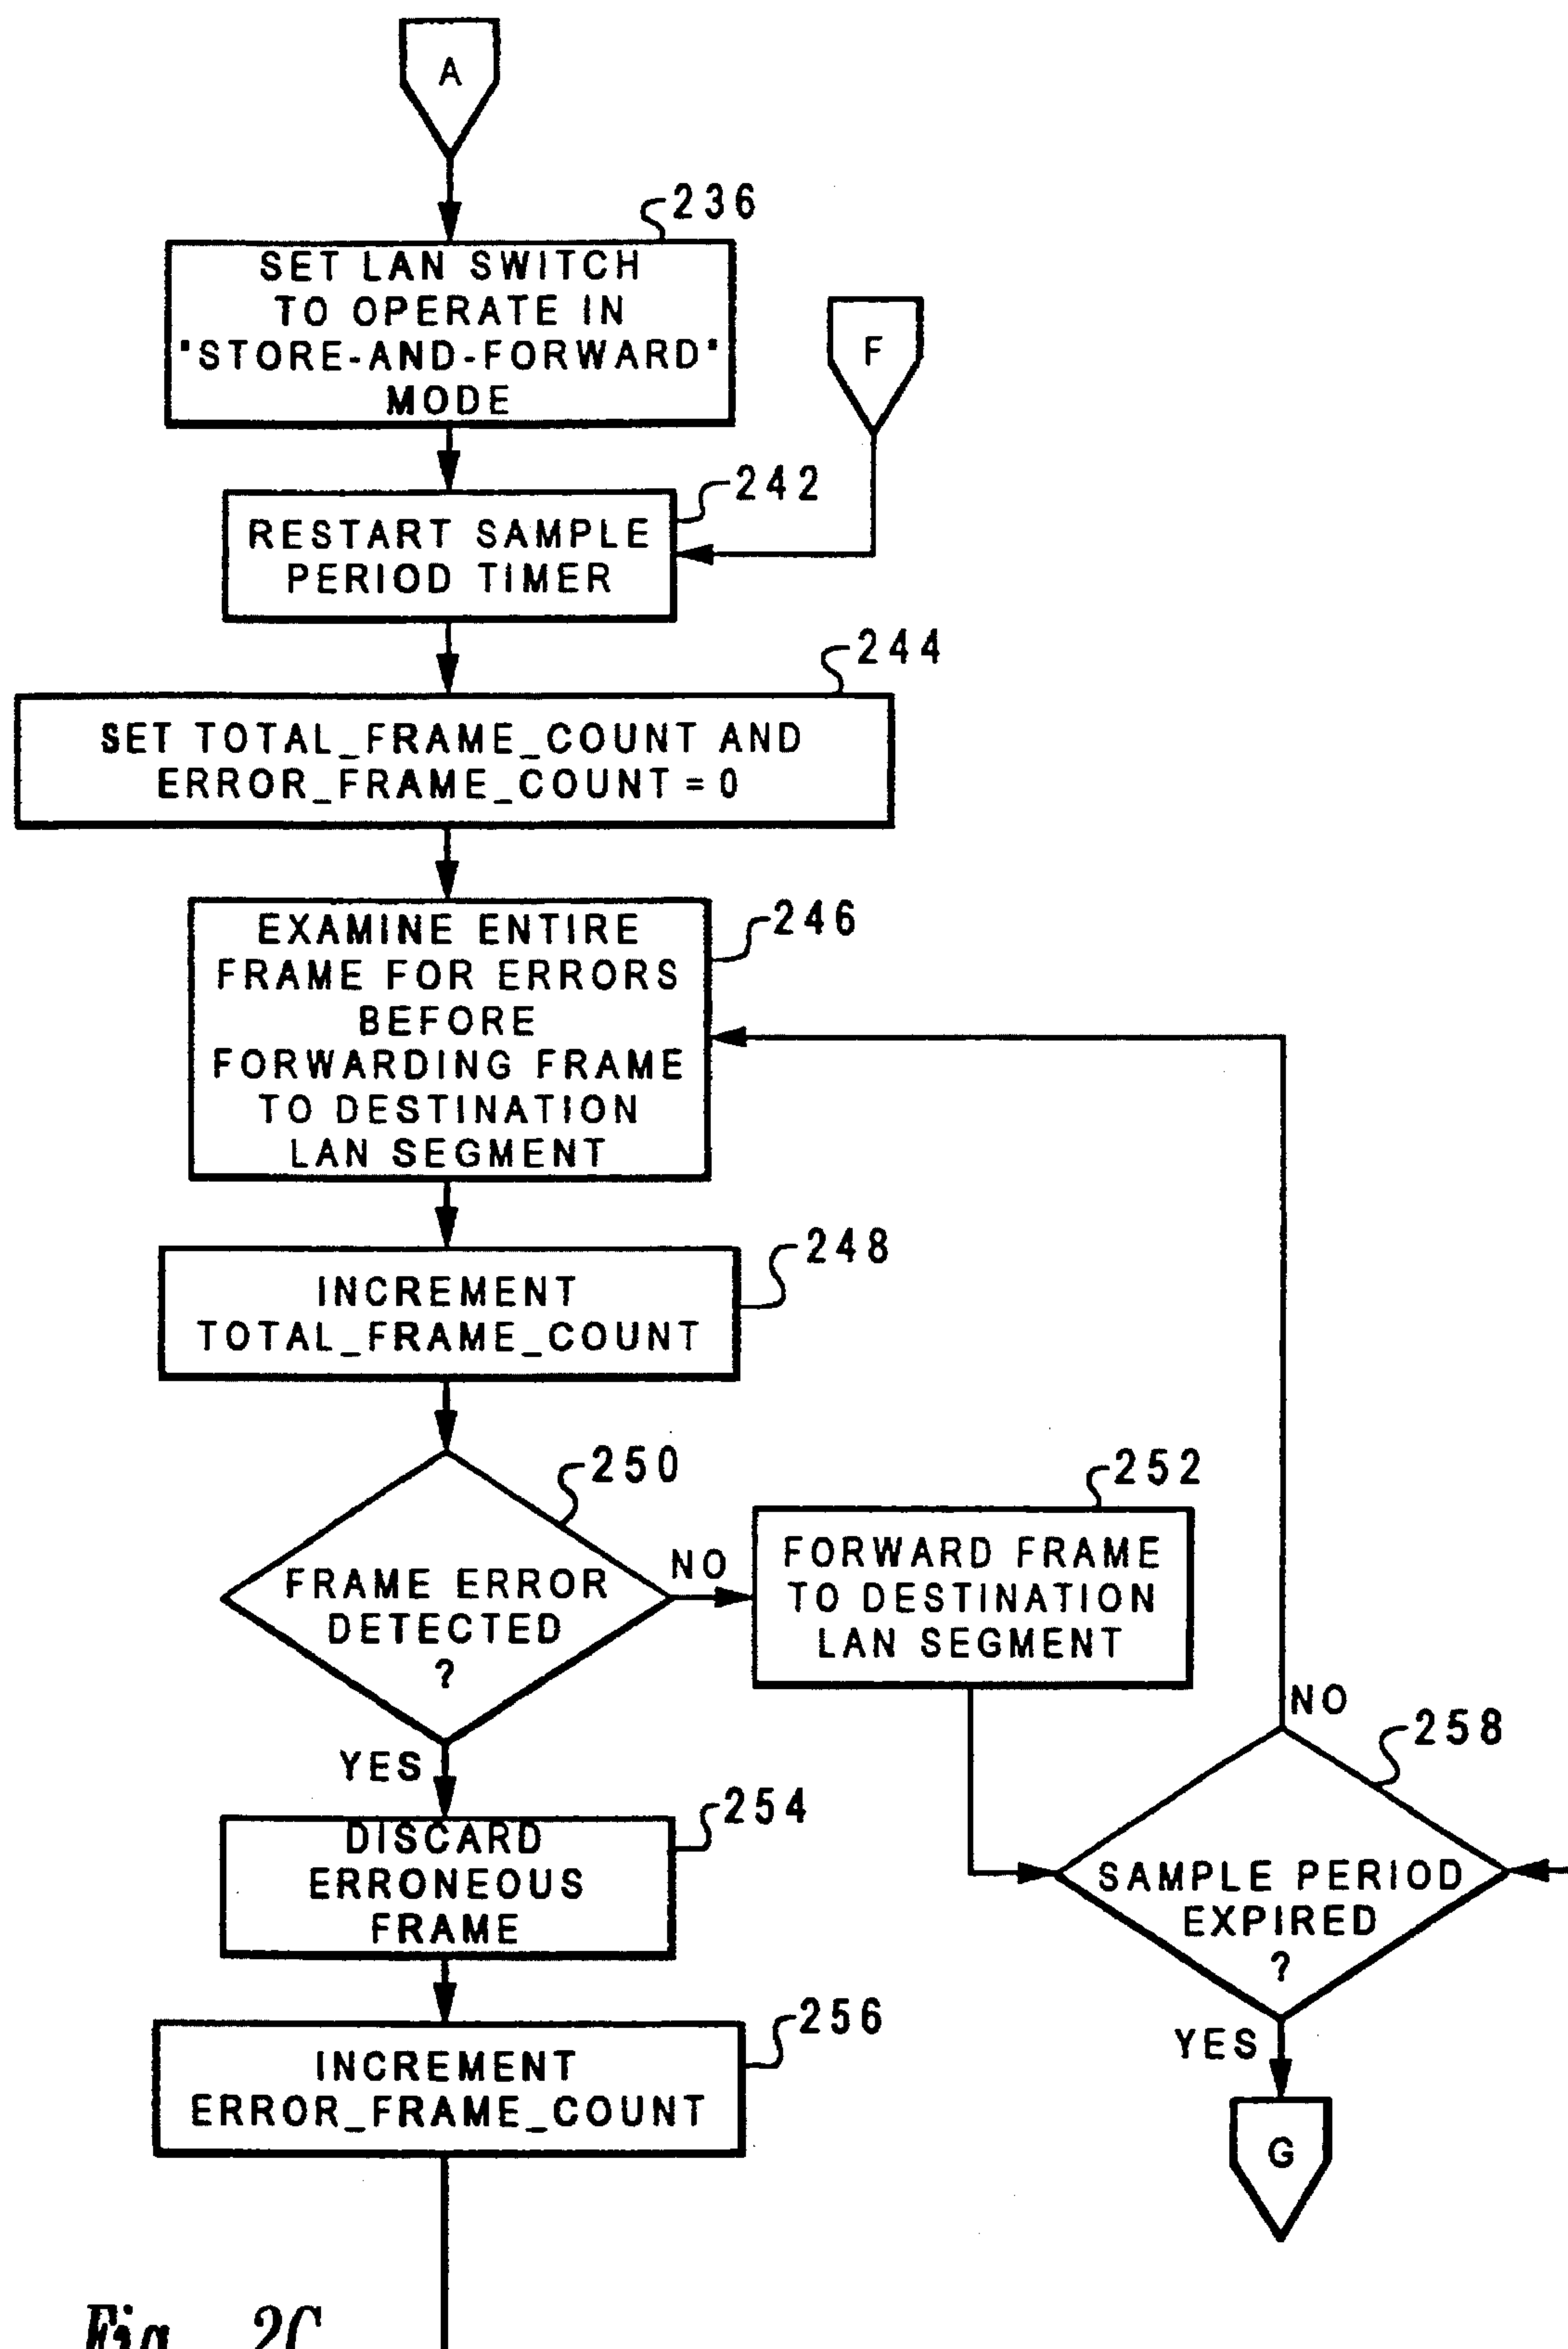 A
236
SET LAN SWITCH
TO OPERATE IN
"STORE-AND-FORWARD"
MODE
F
242
RESTART SAMPLE
PERIOD TIMER
244
SET TOTAL_FRAME_COUNT AND
ERROR_FRAME_COUNT = 0
246
EXAMINE ENTIRE
FRAME FOR ERRORS
BEFORE
FORWARDING FRAME
TO DESTINATION
LAN SEGMENT
248
INCREMENT
TOTAL_FRAME_COUNT
250
FRAME ERROR
DETECTED
?
NO
252
FORWARD FRAME
TO DESTINATION
LAN SEGMENT
YES
254
DISCARD
ERRONEOUS
FRAME
256
INCREMENT
ERROR_FRAME_COUNT
NO
258
SAMPLE PERIOD
EXPIRED
?
YES
G
Fig. 2C